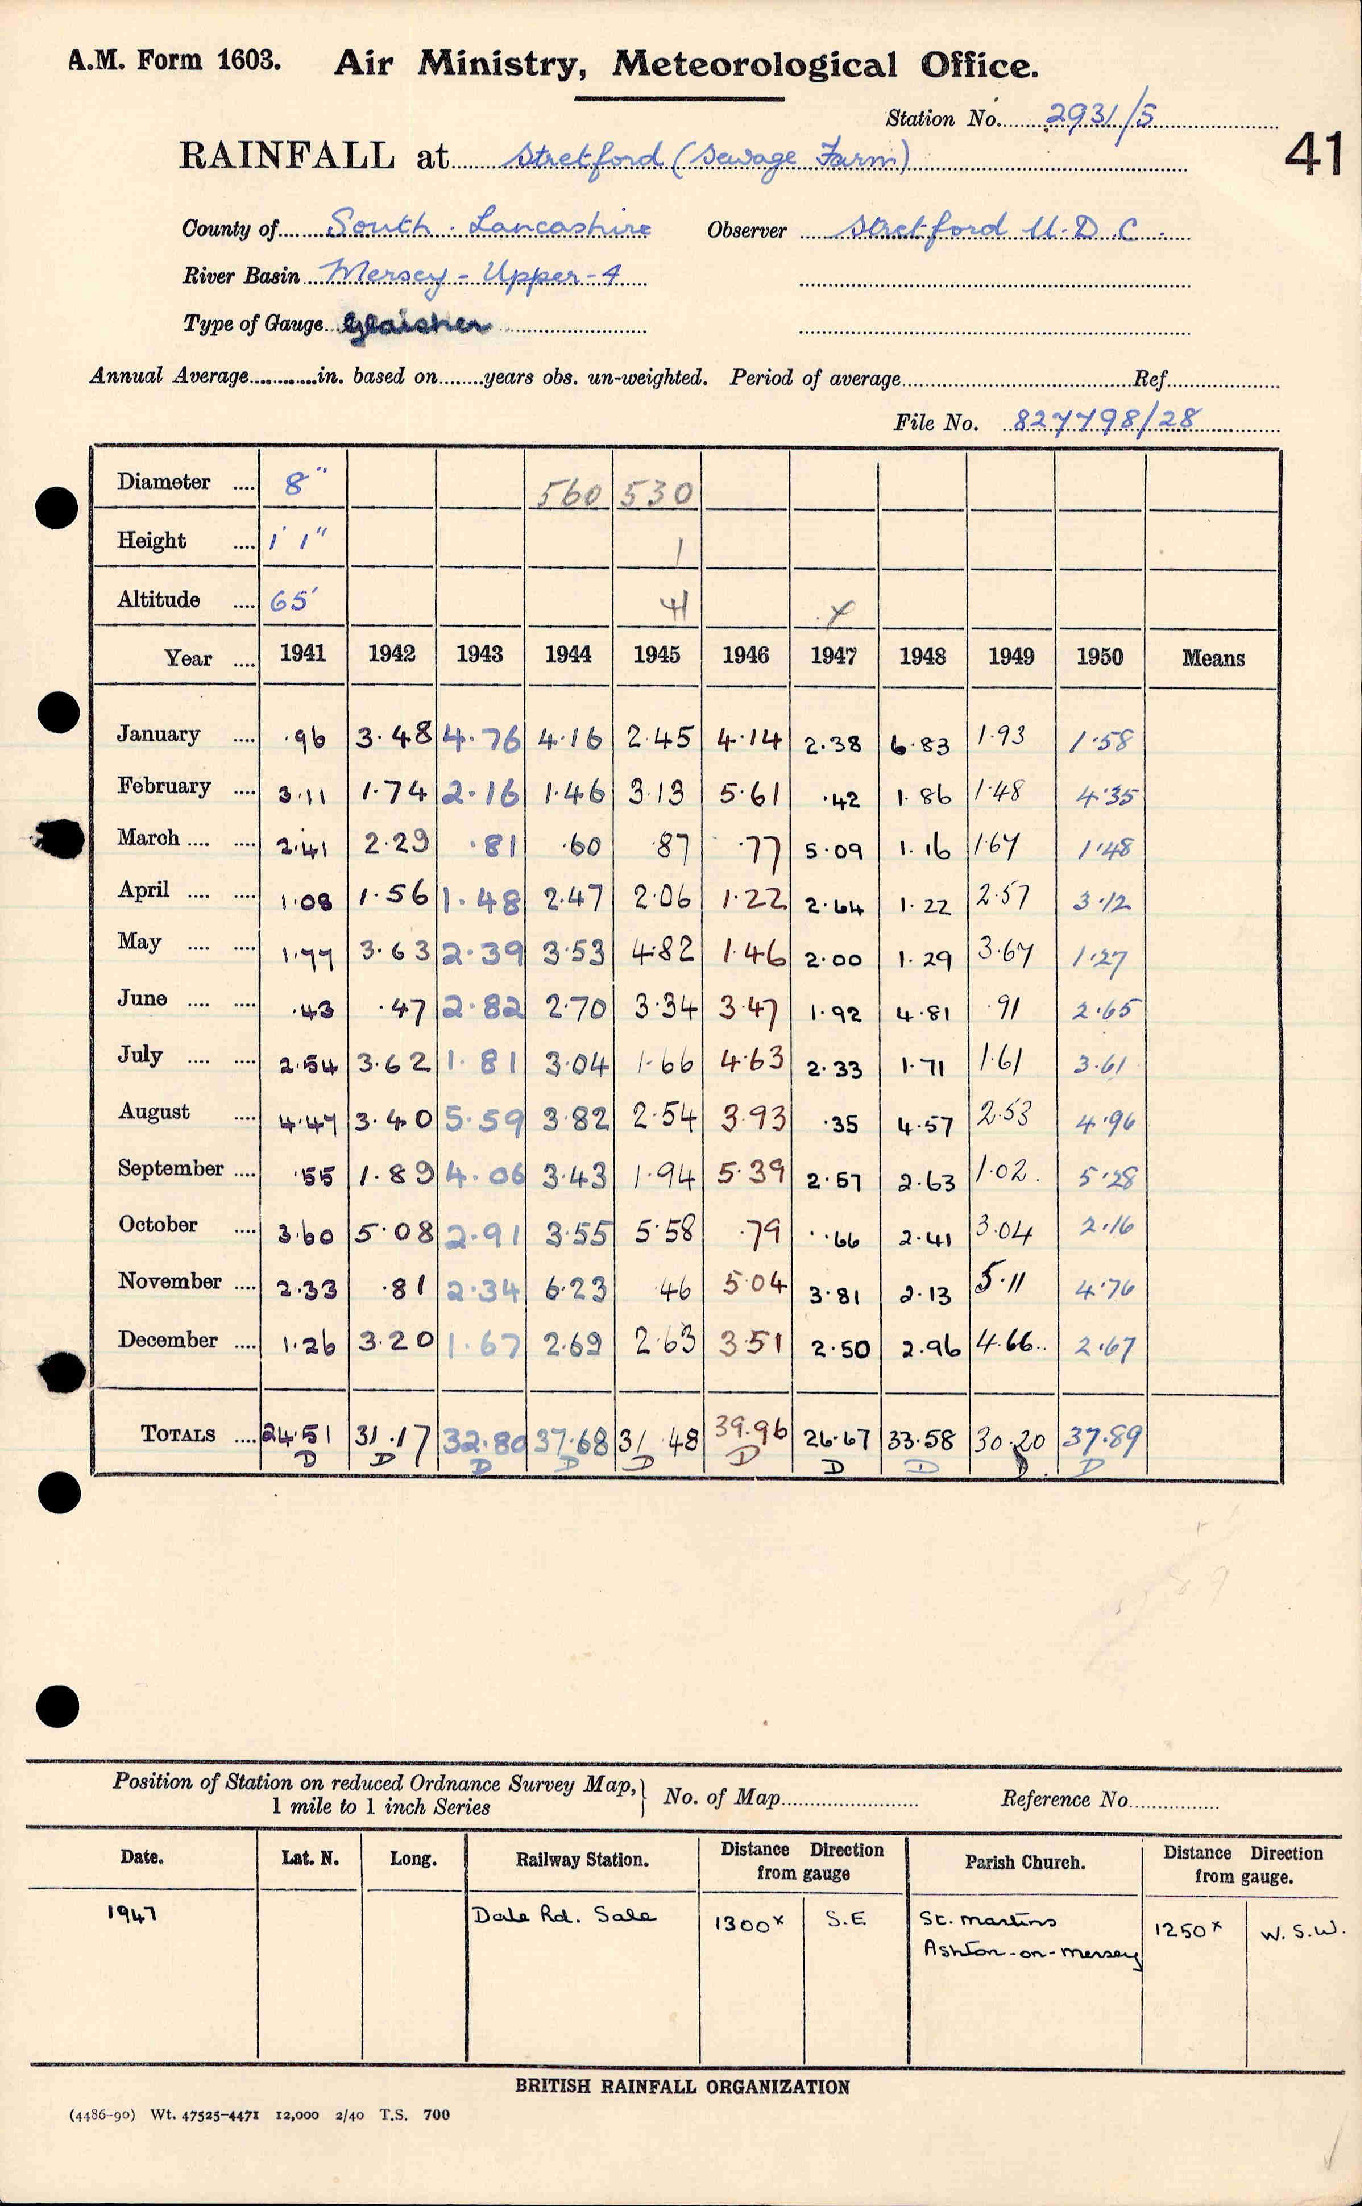 A.M. Form 1603. Air Ministry, Meteorological Office.
Station No. 2931/5
41
RAINFALL at Stretford (Sewage Farm)
County of South. Lancashire Observer Stretford U.D.C.
River Basin Mersey - Upper - 4
Type of Gauge Glaisher
Annual Average............in. based on........years obs. un-weighted. Period of average........Ref........
File No. 827798/28
Diameter .... 8" 560 530
Height .... 1' 1" 1
Altitude .... 65'
Year .... 1941 1942 1943 1944 1945 1946 1947 1948 1949 1950 Means
January .... ·96 3·48 4·76 4·16 2·45 4·14 2·38 6·83 1·93 1·58
February .... 3·11 1·74 2·16 1·46 3·13 5·61 ·42 1·86 1·48 4·35
March .... .... 2·41 2·29 ·81 ·60 ·87 ·77 5·09 1·16 1·67 1·48
April .... .... 1·08 1·56 1·48 2·47 2·06 1·22 2·64 1·22 2·57 3·12
May .... .... 1·77 3·63 2·39 3·53 4·82 1·46 2·00 1·29 3·67 1·27
June .... .... ·43 ·47 2·82 2·70 3·34 3·47 1·92 4·81 ·91 2·65
July .... .... 2·54 3·62 1·81 3·04 1·66 4·63 2·33 1·71 1·61 3·61
August .... 4·47 3·40 5·59 3·82 2·54 3·93 ·35 4·57 2·53 4·96
September .... ·55 1·89 4·06 3·43 1·94 5·39 2·57 2·63 1·02 5·28
October .... 3·60 5·08 2·91 3·55 5·58 ·79 ·66 2·41 3·04 2·16
November .... 2·33 ·81 2·34 6·23 ·46 5·04 3·81 2·13 5·11 4·76
December .... 1·26 3·20 1·67 2·69 2·63 3·51 2·50 2·96 4·66 2·67
TOTALS .... 24·51 31·17 32·80 37·68 31·48 39·96 26·67 33·58 30·20 37·89
D D D D D D D D D D
Position of Station on reduced Ordnance Survey Map,
1 mile to 1 inch Series
No. of Map........ Reference No........
Date. Lat. N. Long. Railway Station. Distance Direction from gauge Parish Church. Distance Direction from gauge.
1947 Dale Rd. Sale 1300x S.E St. Martins 1250x W.S.W.
Ashton-on-Mersey
BRITISH RAINFALL ORGANIZATION
(4486-90) Wt. 47525-4471 12,000 2/40 T.S. 700